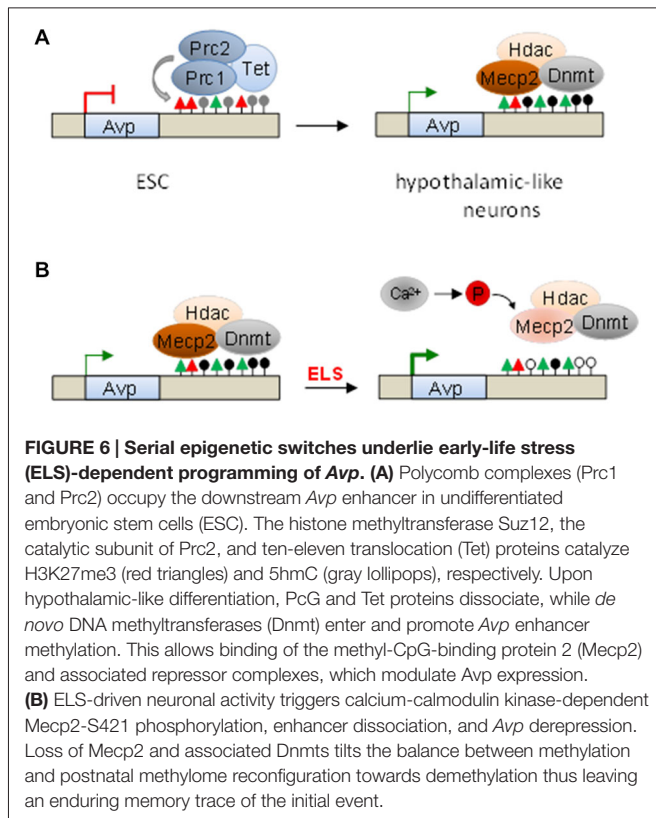 A
Prc2
Tet
Prc1
Avp
ESC
Hdac
Mecp2 Dnmt
Avp
hypothalamic-like
neurons
B
Hdac
Mecp2 Dnmt
Avp
ELS
Ca²⁺
P
Hdac
Mecp2 Dnmt
Avp
FIGURE 6 | Serial epigenetic switches underlie early-life stress
(ELS)-dependent programming of Avp. (A) Polycomb complexes (Prc1
and Prc2) occupy the downstream Avp enhancer in undifferentiated
embryonic stem cells (ESC). The histone methyltransferase Suz12, the
catalytic subunit of Prc2, and ten-eleven translocation (Tet) proteins catalyze
H3K27me3 (red triangles) and 5hmC (gray lollipops), respectively. Upon
hypothalamic-like differentiation, PcG and Tet proteins dissociate, while de
novo DNA methyltransferases (Dnmt) enter and promote Avp enhancer
methylation. This allows binding of the methyl-CpG-binding protein 2 (Mecp2)
and associated repressor complexes, which modulate Avp expression.
(B) ELS-driven neuronal activity triggers calcium-calmodulin kinase-dependent
Mecp2-S421 phosphorylation, enhancer dissociation, and Avp derepression.
Loss of Mecp2 and associated Dnmts tilts the balance between methylation
and postnatal methylome reconfiguration towards demethylation thus leaving
an enduring memory trace of the initial event.